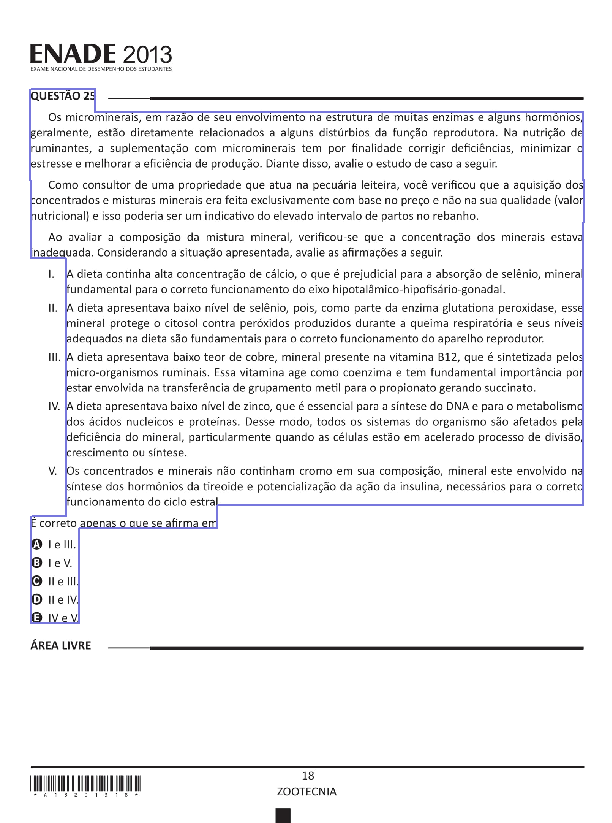 ENADE 2013
EXAME NACIONAL DE DESEMPENHO DOS ESTUDANTES
QUESTÃO 25
Os microminerais, em razão de seu envolvimento na estrutura de muitas enzimas e alguns hormônios,
geralmente, estão diretamente relacionados a alguns distúrbios da função reprodutora. Na nutrição de
ruminantes, a suplementação com microminerais tem por finalidade corrigir deficiências, minimizar o
estresse e melhorar a eficiência de produção. Diante disso, avalie o estudo de caso a seguir.
Como consultor de uma propriedade que atua na pecuária leiteira, você verificou que a aquisição dos
concentrados e misturas minerais era feita exclusivamente com base no preço e não na sua qualidade (valor
nutricional) e isso poderia ser um indicativo do elevado intervalo de partos no rebanho.
Ao avaliar a composição da mistura mineral, verificou-se que a concentração dos minerais estava
inadequada. Considerando a situação apresentada, avalie as afirmações a seguir.
I. A dieta continha alta concentração de cálcio, o que é prejudicial para a absorção de selênio, mineral
fundamental para o correto funcionamento do eixo hipotalâmico-hipofisário-gonadal.
II. A dieta apresentava baixo nível de selênio, pois, como parte da enzima glutationa peroxidase, esse
mineral protege o citosol contra peróxidos produzidos durante a queima respiratória e seus níveis
adequados na dieta são fundamentais para o correto funcionamento do aparelho reprodutor.
III. A dieta apresentava baixo teor de cobre, mineral presente na vitamina B12, que é sintetizada pelos
micro-organismos ruminais. Essa vitamina age como coenzima e tem fundamental importância por
estar envolvida na transferência de grupamento metil para o propionato gerando succinato.
IV. A dieta apresentava baixo nível de zinco, que é essencial para a síntese do DNA e para o metabolismo
dos ácidos nucleicos e proteínas. Desse modo, todos os sistemas do organismo são afetados pela
deficiência do mineral, particularmente quando as células estão em acelerado processo de divisão,
crescimento ou síntese.
V. Os concentrados e minerais não continham cromo em sua composição, mineral este envolvido na
síntese dos hormônios da tireoide e potencialização da ação da insulina, necessários para o correto
funcionamento do ciclo estral.
É correto apenas o que se afirma em
A I e III.
B I e V.
C II e III.
D II e IV.
E IV e V.
ÁREA LIVRE
18
ZOOTECNIA